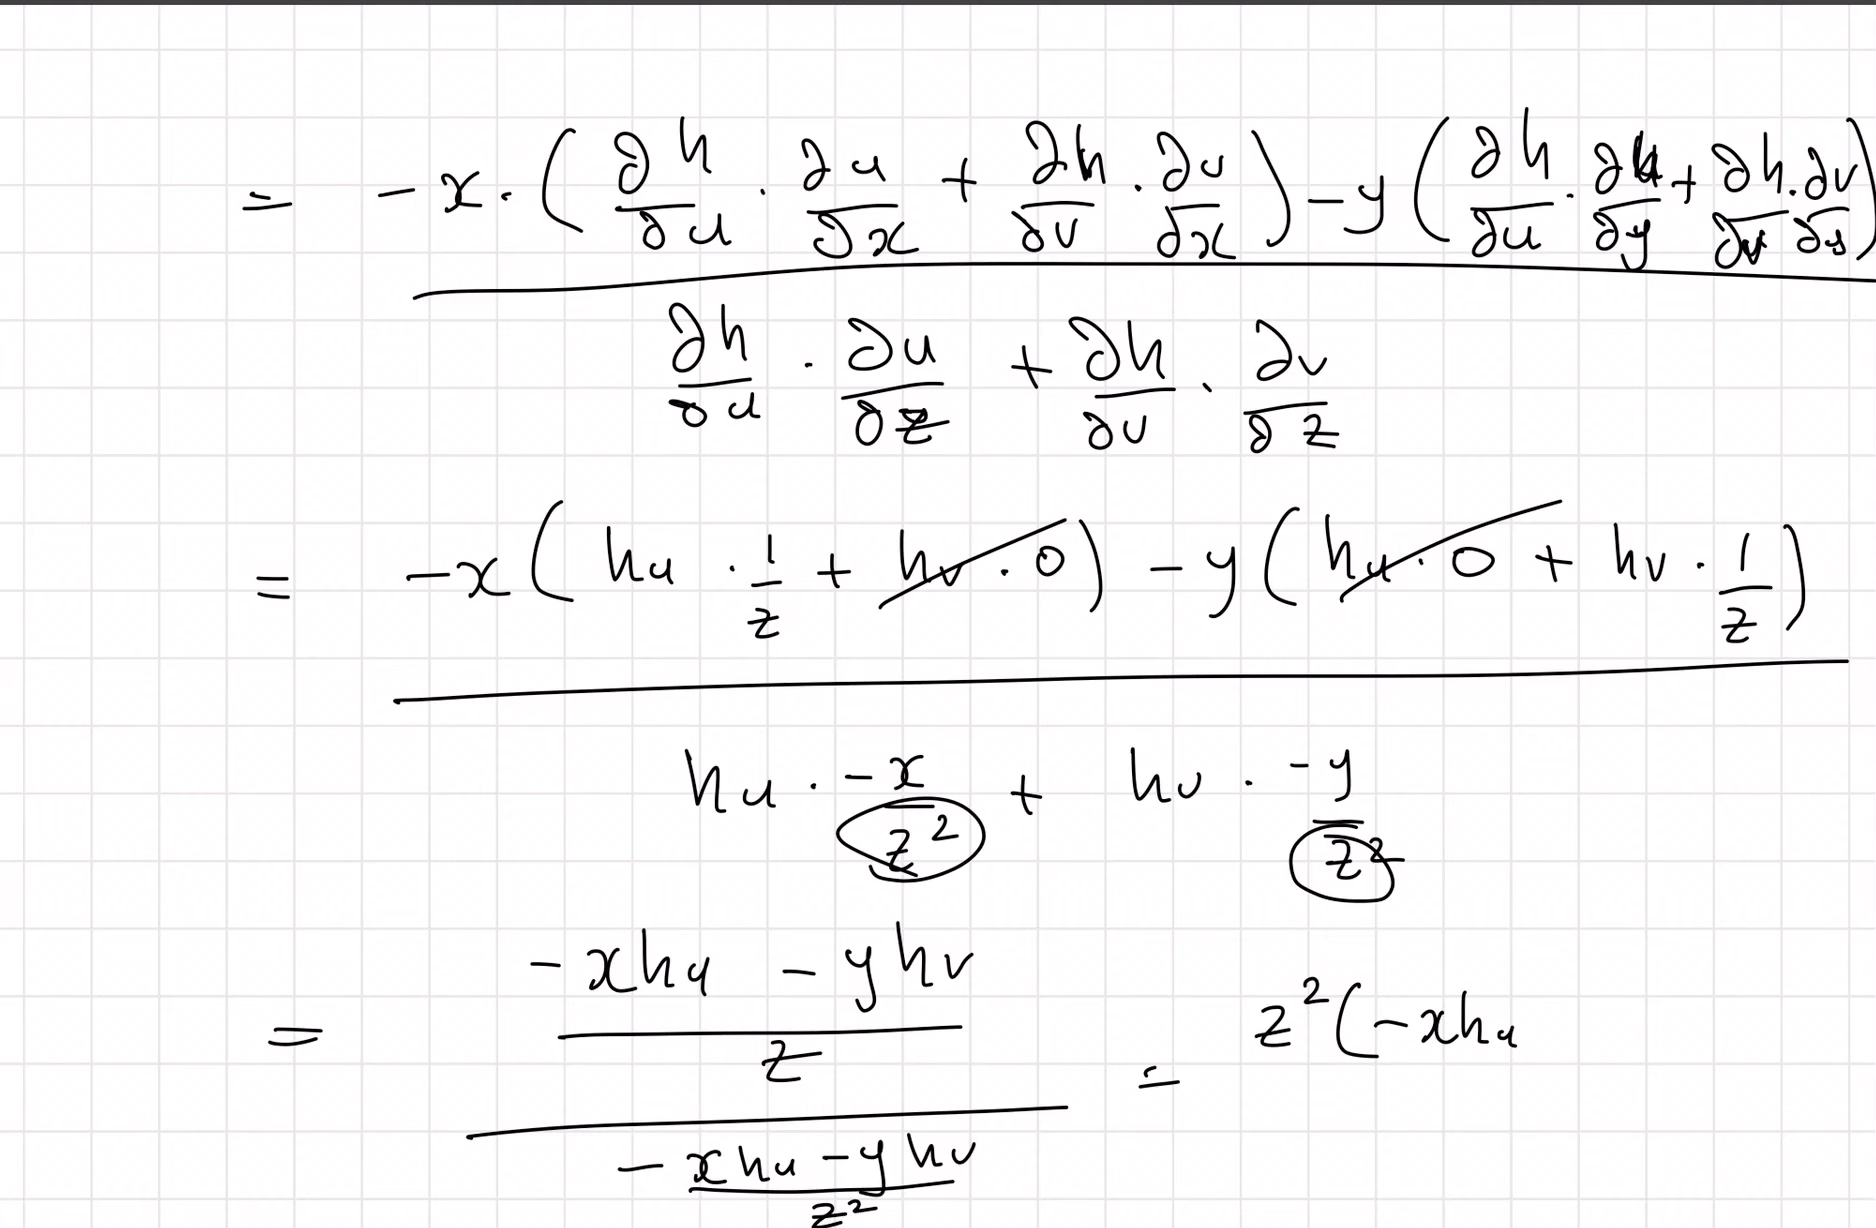 = -x · ( ∂h/∂u · ∂u/∂x + ∂h/∂v · ∂v/∂x ) - y ( ∂h/∂u · ∂u/∂y + ∂h/∂v · ∂v/∂y )
∂h/∂u · ∂u/∂z + ∂h/∂v · ∂v/∂z
= -x ( hu · 1/z + hv · 0 ) - y ( hu · 0 + hv · 1/z )
hu · -x/z² + hv · -y/z²
= (-xhu - yhv)/z = z²(-xhu
(-xhu - yhv)/z²